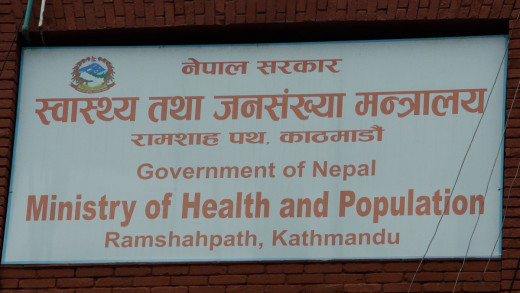 नेपाल सरकार
स्वास्थ्य तथा जनसंख्या मन्त्रालय
रामशाह पथ, काठमाडौ
Government of Nepal
Ministry of Health and Population
Ramshahpath, Kathmandu